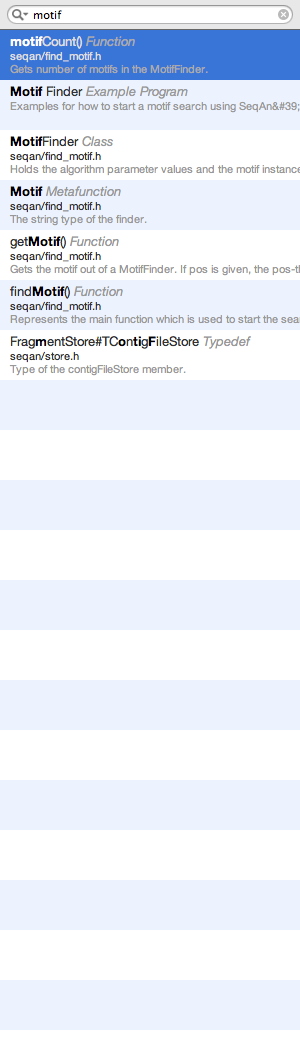 motif
motifCount() Function
seqan/find_motif.h
Gets number of motifs in the MotifFinder.
Motif Finder Example Program
Examples for how to start a motif search using SeqAn&#39;
MotifFinder Class
seqan/find_motif.h
Holds the algorithm parameter values and the motif instance
Motif Metafunction
seqan/find_motif.h
The string type of the finder.
getMotif() Function
seqan/find_motif.h
Gets the motif out of a MotifFinder. If pos is given, the pos-th
findMotif() Function
seqan/find_motif.h
Represents the main function which is used to start the sea
FragmentStore#TContigFileStore Typedef
seqan/store.h
Type of the contigFileStore member.